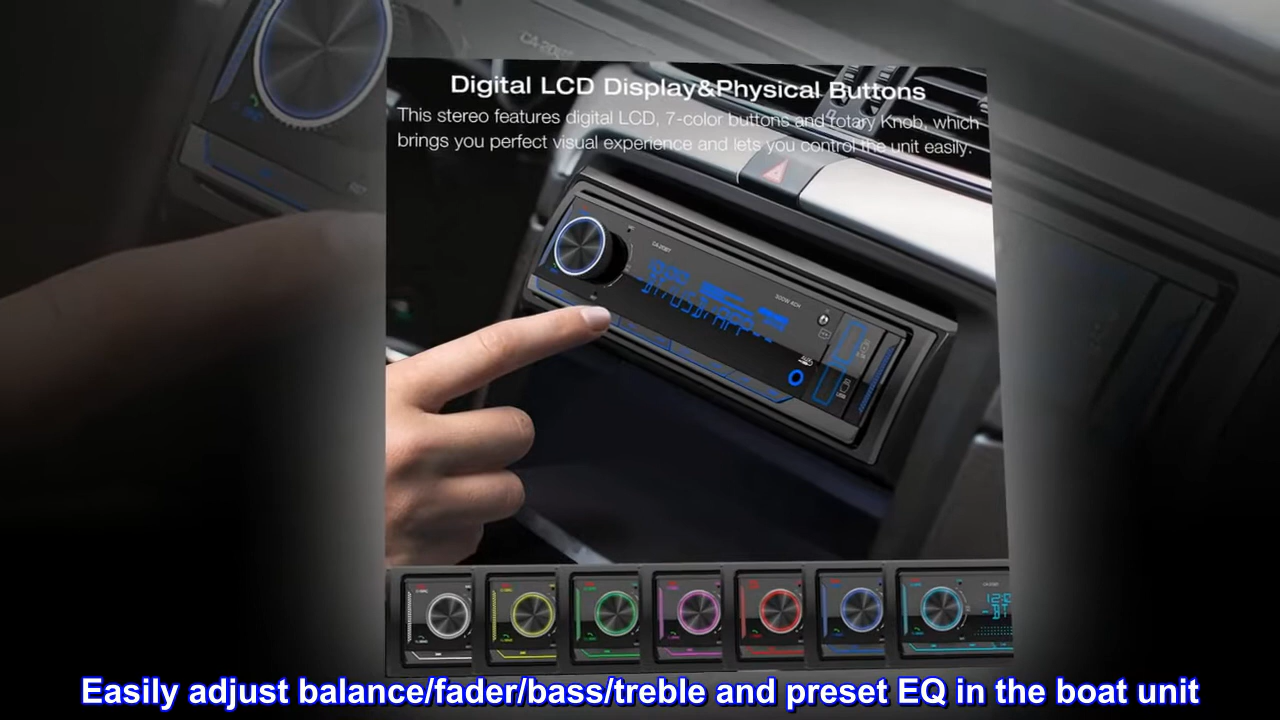 Digital LCD Display&Physical Buttons
This stereo features digital LCD, 7-color buttons and rotary Knob, which
brings you perfect visual experience and lets you control the unit easily.
CA-20BT
Easily adjust balance/fader/bass/treble and preset EQ in the boat unit